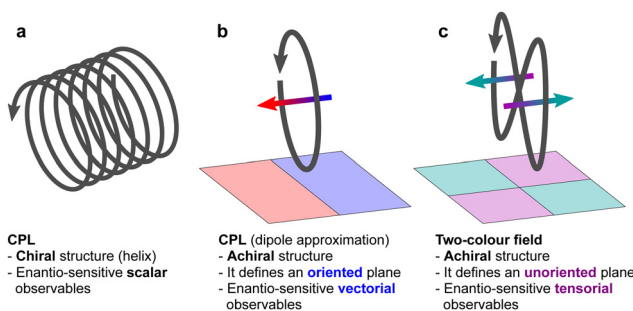 a
CPL
- Chiral structure (helix)
- Enantio-sensitive scalar
observables
b
CPL (dipole approximation)
- Achiral structure
- It defines an oriented plane
- Enantio-sensitive vectorial
observables
c
Two-colour field
- Achiral structure
- It defines an unoriented plane
- Enantio-sensitive tensorial
observables